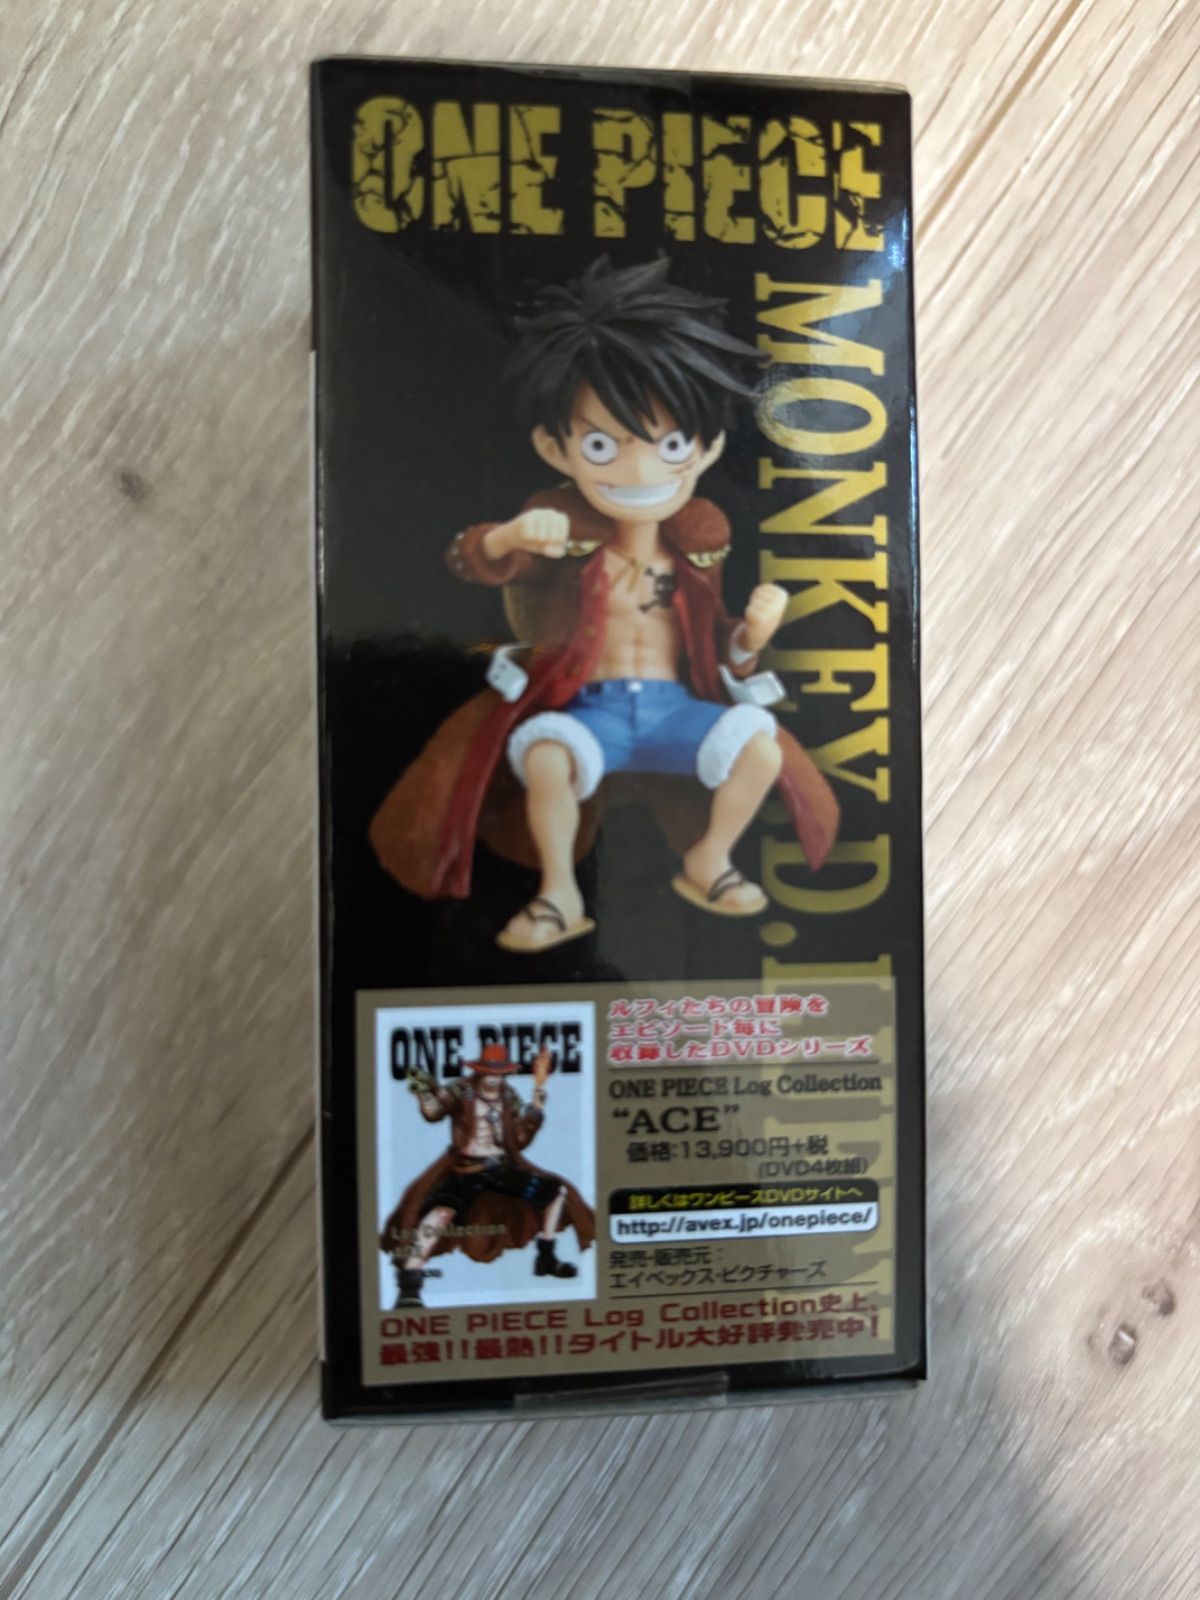 ONE PIECE
MONKEY.D.LUFFY
ONE PIECE
Log Collection
ルフィたちの冒険を
エピソード毎に
収録したDVDシリーズ
ONE PIECE Log Collection
“ACE”
価格:13,900円+税
(DVD4枚組)
詳しくはワンピースDVDサイトへ
http://avex.jp/onepiece/
発売・販売元:
エイベックス・ピクチャーズ
ONE PIECE Log Collection史上、
最強!!最熱!!タイトル大好評発売中!